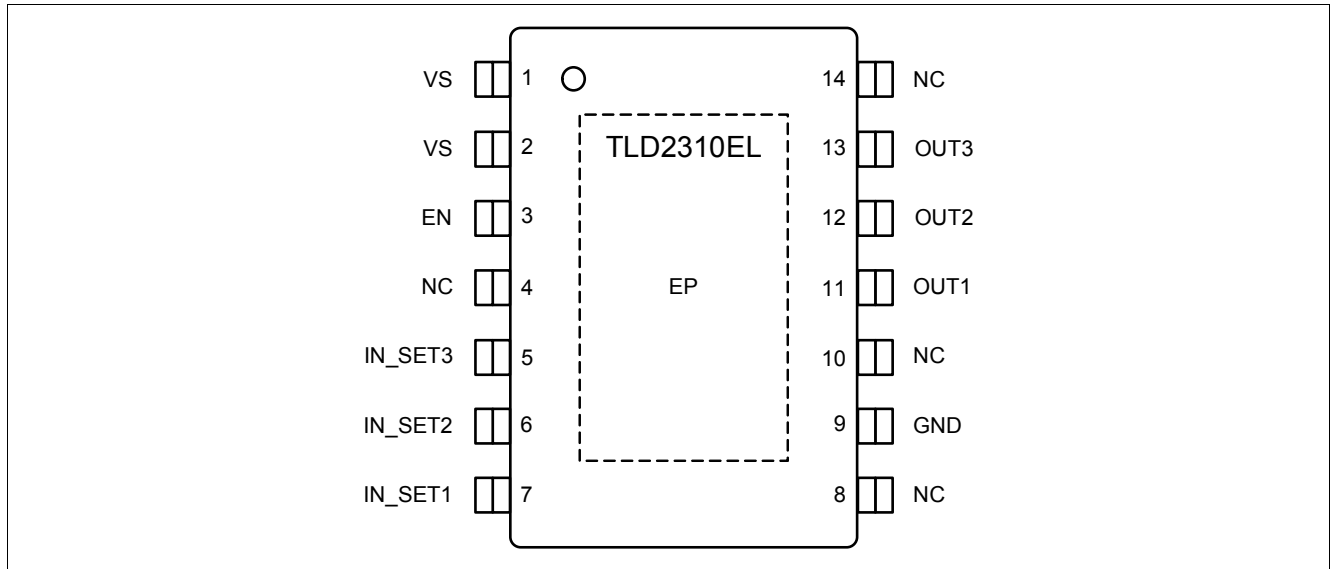 VS 1 14 NC
VS 2 TLD2310EL 13 OUT3
EN 3 12 OUT2
NC 4 EP 11 OUT1
IN_SET3 5 10 NC
IN_SET2 6 9 GND
IN_SET1 7 8 NC